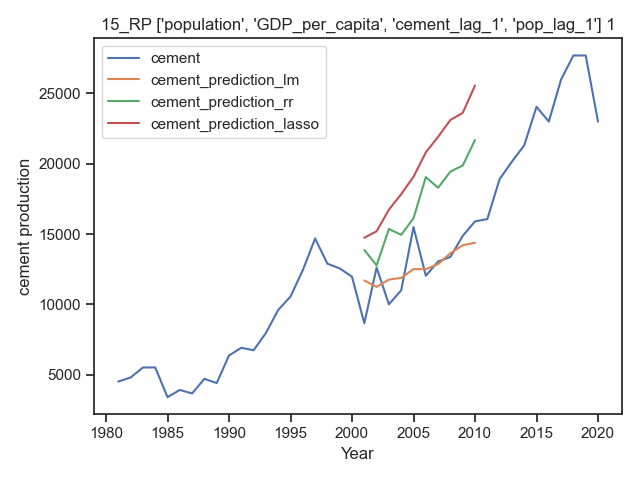 15_RP ['population', 'GDP_per_capita', 'cement_lag_1', 'pop_lag_1'] 1
cement
cement_prediction_lm
cement_prediction_rr
cement_prediction_lasso
25000
20000
15000
10000
5000
cement production
1980 1985 1990 1995 2000 2005 2010 2015 2020
Year